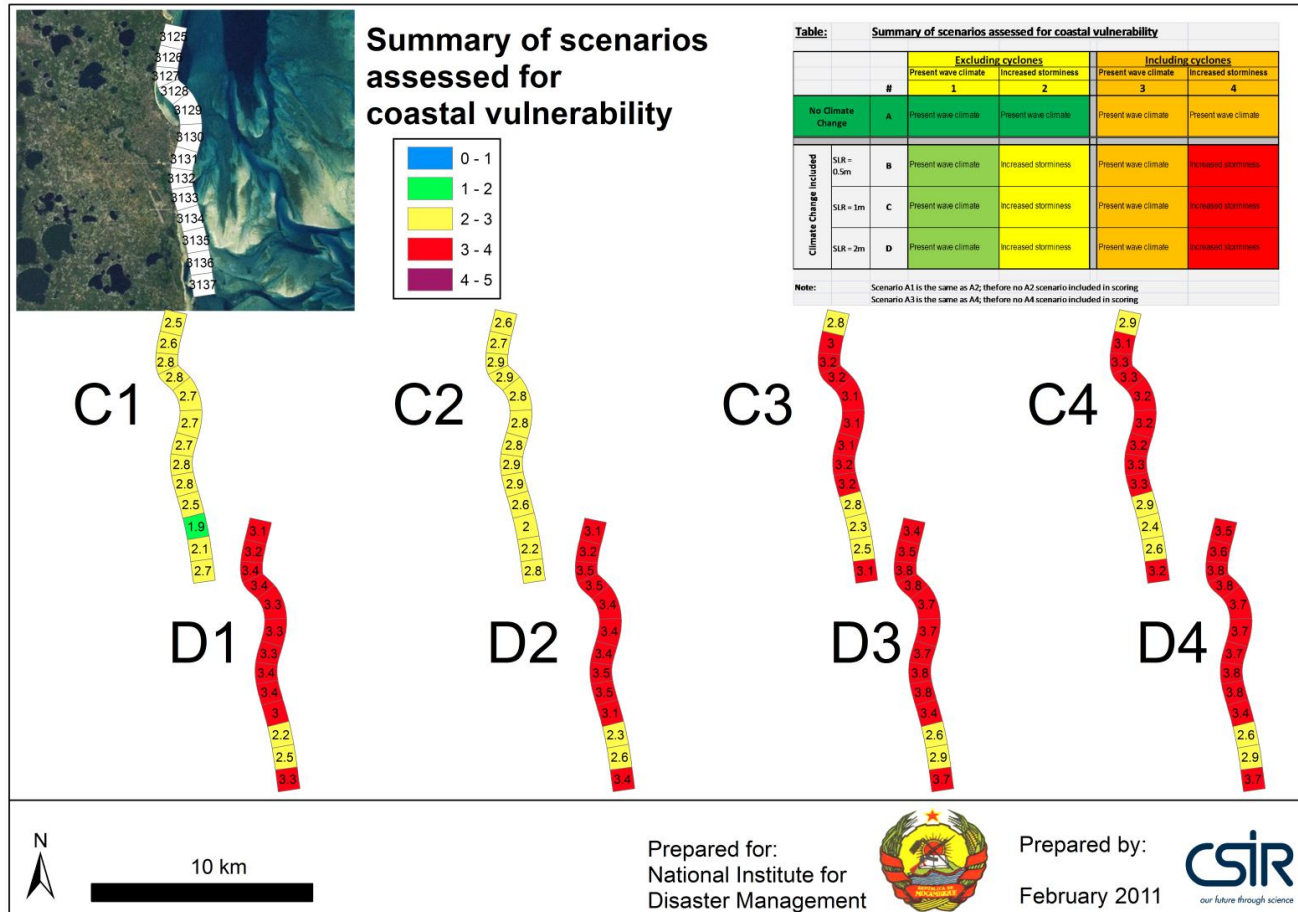 3125
3126
3127
3128
3129
3130
3131
3132
3133
3134
3135
3136
3137
Summary of scenarios
assessed for
coastal vulnerability
0 - 1
1 - 2
2 - 3
3 - 4
4 - 5
Table: Summary of scenarios assessed for coastal vulnerability
Excluding cyclones Including cyclones
Present wave climate Increased storminess Present wave climate Increased storminess
# 1 2 3 4
No Climate
Change
A Present wave climate Present wave climate Present wave climate Present wave climate
Climate Change Included
SLR =
0.5m
B Present wave climate Increased storminess Present wave climate Increased storminess
SLR = 1m C Present wave climate Increased storminess Present wave climate Increased storminess
SLR = 2m D Present wave climate Increased storminess Present wave climate Increased storminess
Note: Scenario A1 is the same as A2; thefore no A2 scenario included in scoring
Scenario A3 is the same as A4; thefore no A4 scenario included in scoring
C1
2.5
2.6
2.8
2.8
2.7
2.7
2.7
2.8
2.8
2.5
1.9
2.1
2.7
C2
2.6
2.7
2.9
2.9
2.8
2.8
2.8
2.9
2.9
2.6
2
2.2
2.8
C3
2.8
3
3.2
3.2
3.1
3.1
3.1
3.2
3.2
2.8
2.3
2.5
3.1
C4
2.9
3.1
3.3
3.3
3.2
3.2
3.2
3.3
3.3
2.9
2.4
2.6
3.2
D1
3.1
3.2
3.4
3.4
3.3
3.3
3.3
3.4
3.4
3
2.2
2.5
3.3
D2
3.1
3.2
3.5
3.5
3.4
3.4
3.4
3.5
3.5
3.1
2.3
2.6
3.4
D3
3.4
3.5
3.8
3.8
3.7
3.7
3.7
3.8
3.8
3.4
2.6
2.9
3.7
D4
3.5
3.6
3.8
3.8
3.7
3.7
3.7
3.8
3.8
3.4
2.6
2.9
3.7
N
10 km
Prepared for:
National Institute for
Disaster Management
REPÚBLICA DE
MOÇAMBIQUE
Prepared by:
February 2011
CSIR
our future through science